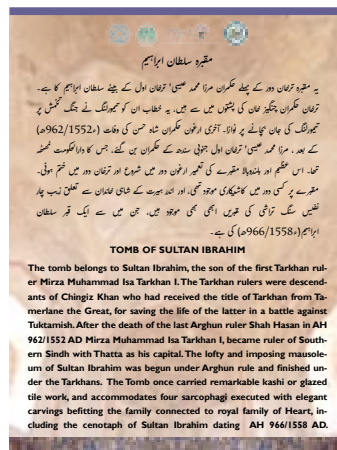 مقبرہ سلطان ابراہیم
یہ مقبرہ ترخان دور کے پہلے حکمران مرزا محمد عیسیٰ' ترخان اول کے بیٹے سلطان ابراہیم کا ہے۔
ترخان حکمران چنگیز خان کی پشتوں میں سے ہیں، یہ خطاب ان کو تیمورلنگ نے جنگ تختمش پر
تیمورلنگ کی جان بچانے پر نوازا۔ آخری ارغون حکمران شاہ حسن کی وفات (1552ء/962ھ)
کے بعد ، مرزا محمد عیسیٰ' ترخان اول جنوبی سندھ کے حکمران بن گئے، جس کا دارالحکومت ٹھٹھہ
تھا۔ اس عظیم اور بلندوبالا مقبرے کی تعمیر ارغون دور میں شروع اور ترخان دور میں ختم ہوئی۔
مقبرے پر کسی دور میں کاشیکاری موجود تھی، اور اندر ہیرت کے شاہی خاندان سے تعلق زیب چار
نفیس سنگ تراشی کی قبریں ابھی بھی موجود ہیں، جن میں سے ایک قبر سلطان
ابراہیم(1558ء/966ھ) کی ہے۔
TOMB OF SULTAN IBRAHIM
The tomb belongs to Sultan Ibrahim, the son of the first Tarkhan rul-
er Mirza Muhammad Isa Tarkhan I. The Tarkhan rulers were descend-
ants of Chingiz Khan who had received the title of Tarkhan from Ta-
merlane the Great, for saving the life of the latter in a battle against
Tuktamish. After the death of the last Arghun ruler Shah Hasan in AH
962/1552 AD Mirza Muhammad Isa Tarkhan I, became ruler of South-
ern Sindh with Thatta as his capital. The lofty and imposing mausole-
um of Sultan Ibrahim was begun under Arghun rule and finished un-
der the Tarkhans. The Tomb once carried remarkable kashi or glazed
tile work, and accommodates four sarcophagi executed with elegant
carvings befitting the family connected to royal family of Heart, in-
cluding the cenotaph of Sultan Ibrahim dating AH 966/1558 AD.